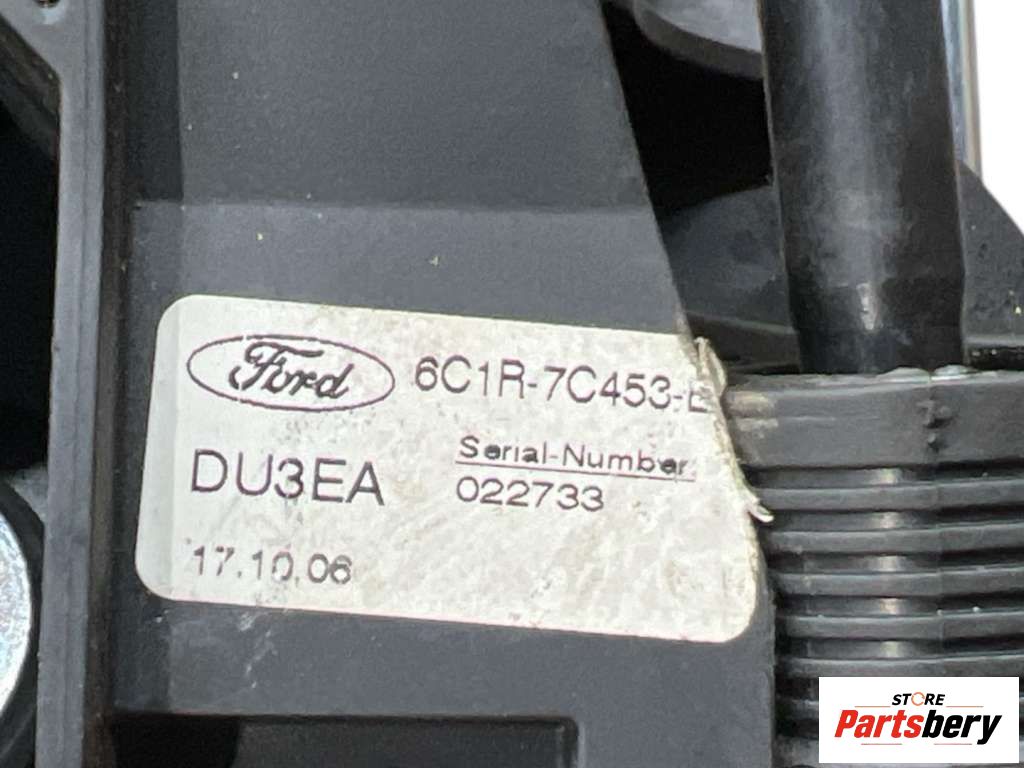 Ford 6C1R-7C453-E
DU3EA
Serial-Number
022733
17.10.06
STORE
Partsbery